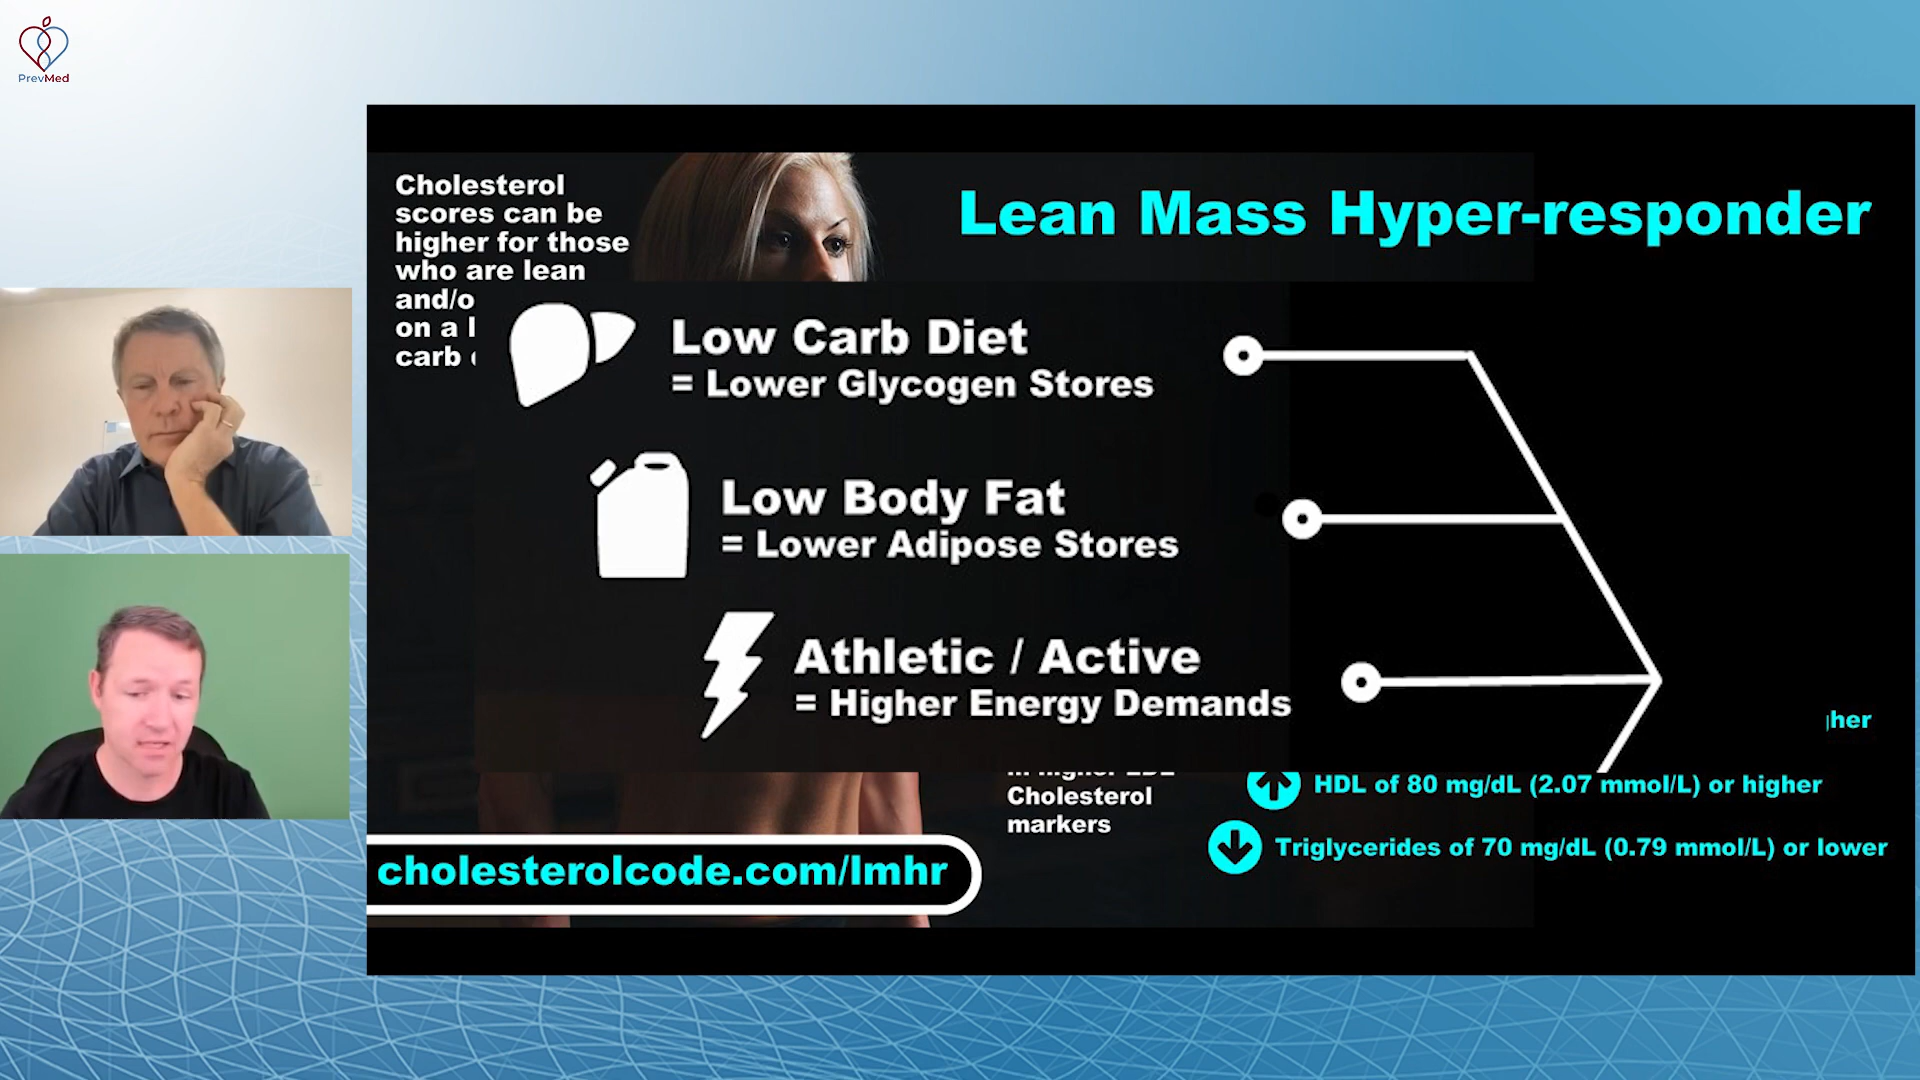 PrevMed
Cholesterol
scores can be
higher for those
who are lean
and/o
on a l
carb
Lean Mass Hyper-responder
Low Carb Diet
= Lower Glycogen Stores
Low Body Fat
= Lower Adipose Stores
Athletic / Active
= Higher Energy Demands
her
Cholesterol
markers
HDL of 80 mg/dL (2.07 mmol/L) or higher
Triglycerides of 70 mg/dL (0.79 mmol/L) or lower
cholesterolcode.com/lmhr